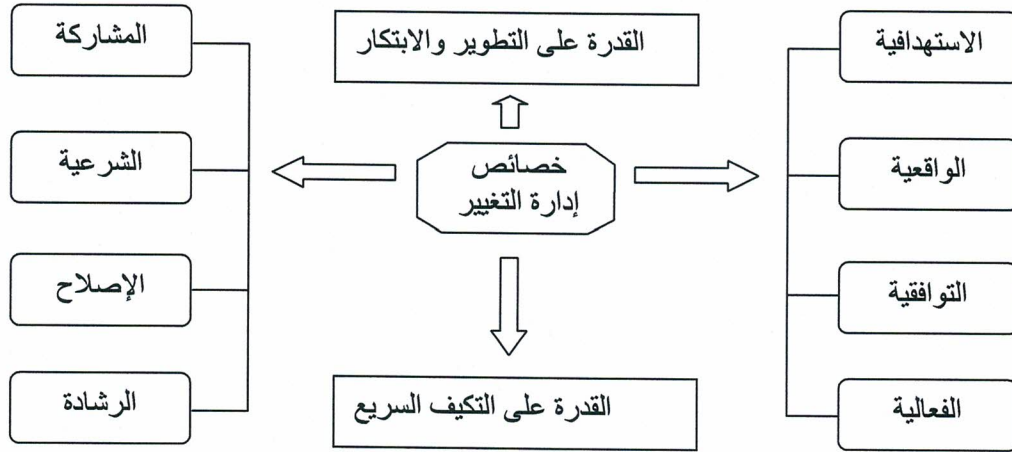 القدرة على التطوير والابتكار
الاستهدافية
المشاركة
خصائص
إدارة التغيير
الواقعية
الشرعية
التوافقية
الإصلاح
القدرة على التكيف السريع
الفعالية
الرشادة